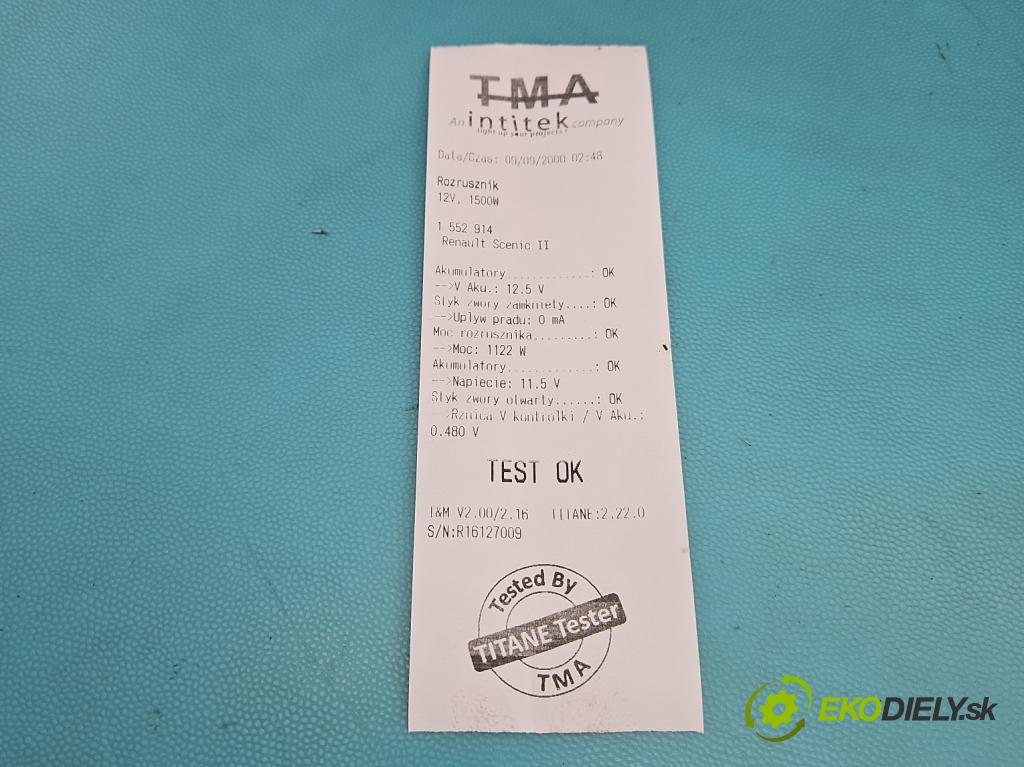 TMA
An intitek company
light up your projects!
Data/Czas: 09/09/2000 02:48
Rozrusznik
12V, 1500W
1 552 914
Renault Scenic II
Akumulatory.............: OK
-->V Aku.: 12.5 V
Styk zwory zamkniety....: OK
-->Uplyw pradu: 0 mA
Moc rozrusznika.........: OK
-->Moc: 1122 W
Akumulatory.............: OK
-->Napiecie: 11.5 V
Styk zwory otwarty......: OK
-->Rznica V kontrolki / V Aku.:
0.480 V
TEST OK
I&M V2.00/2.16 TITANE:2.22.0
S/N:R16127009
Tested By
TITANE Tester
TMA
EKODIELY.sk